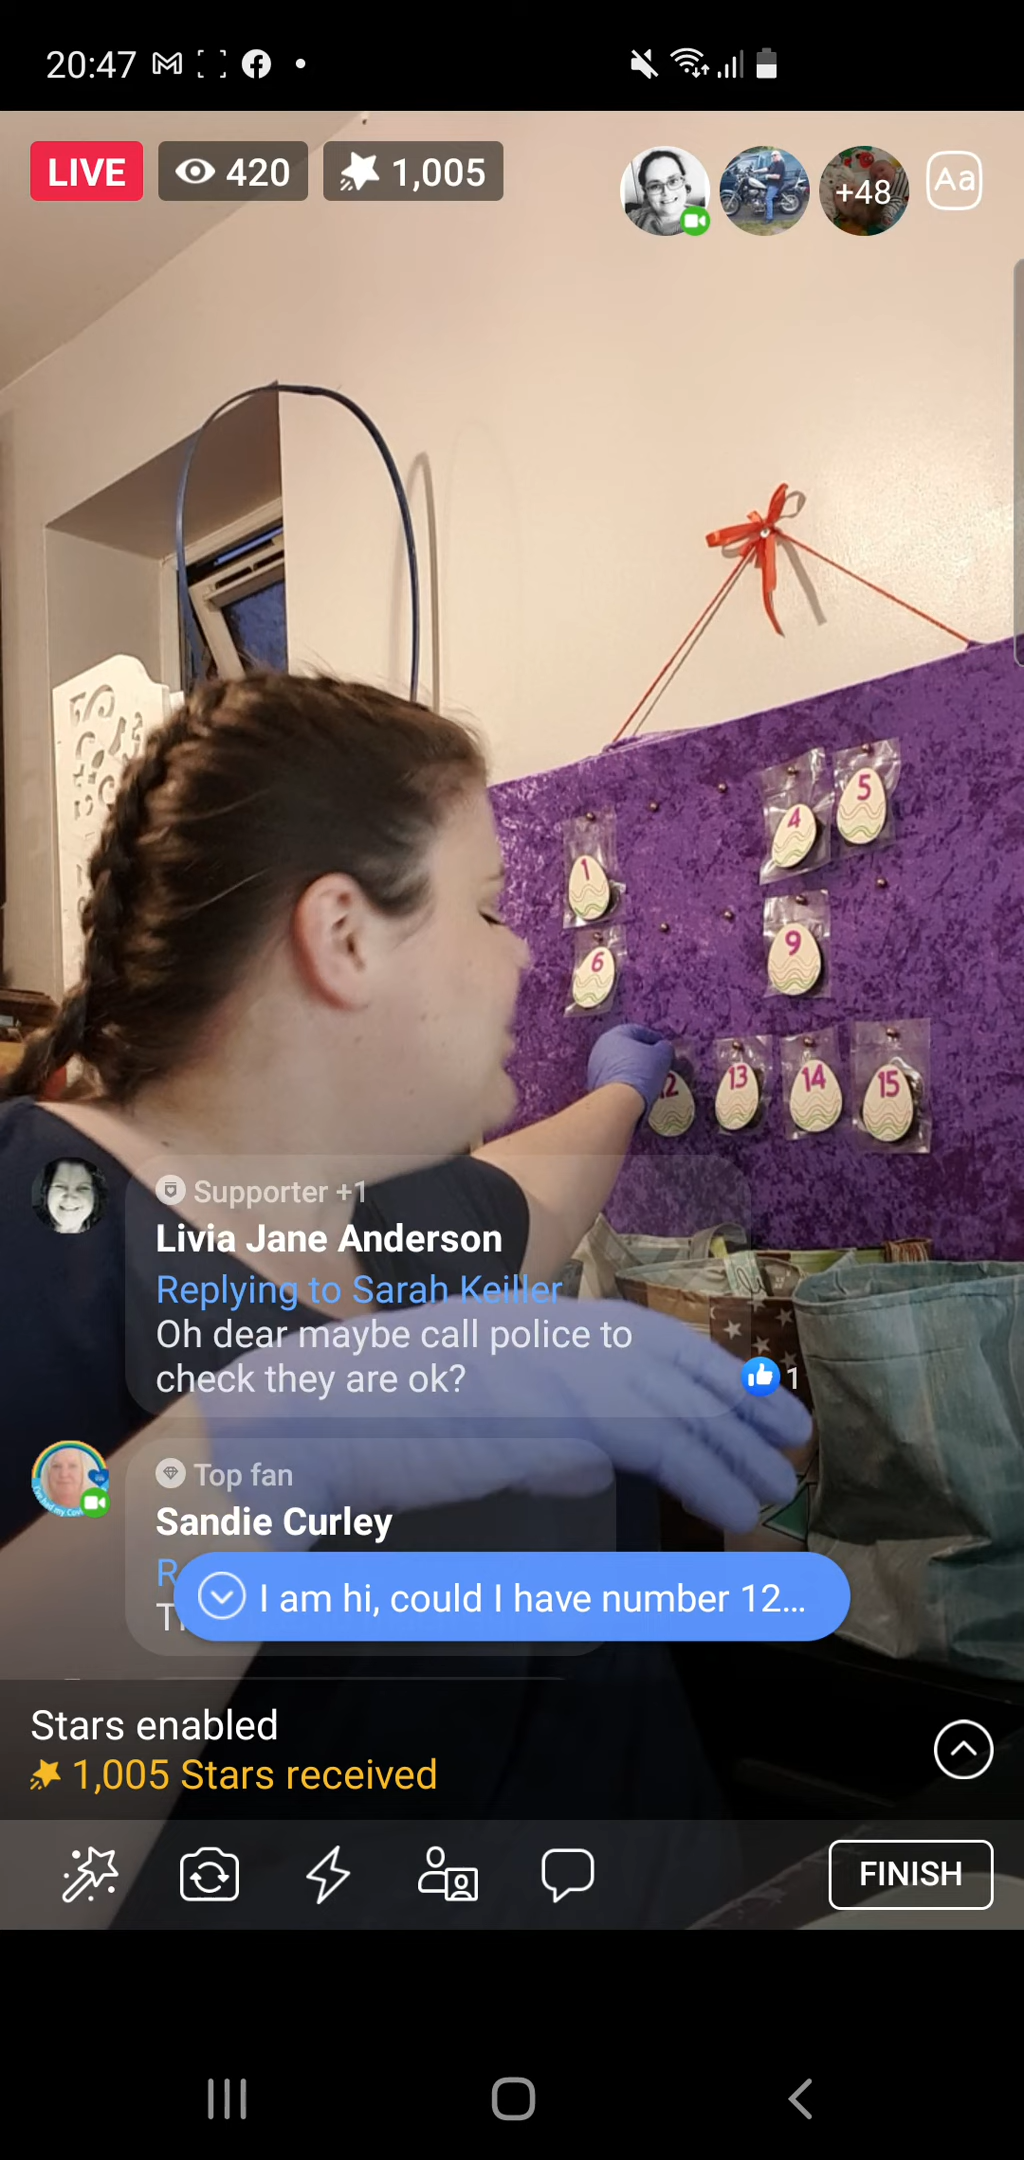 20:47
LIVE 420 1,005 +48 Aa
5
4
1
9
6
12 13 14 15
Supporter +1
Livia Jane Anderson
Replying to Sarah Keiller
Oh dear maybe call police to
check they are ok?
1
Top fan
Sandie Curley
I am hi, could I have number 12...
Stars enabled
1,005 Stars received
FINISH